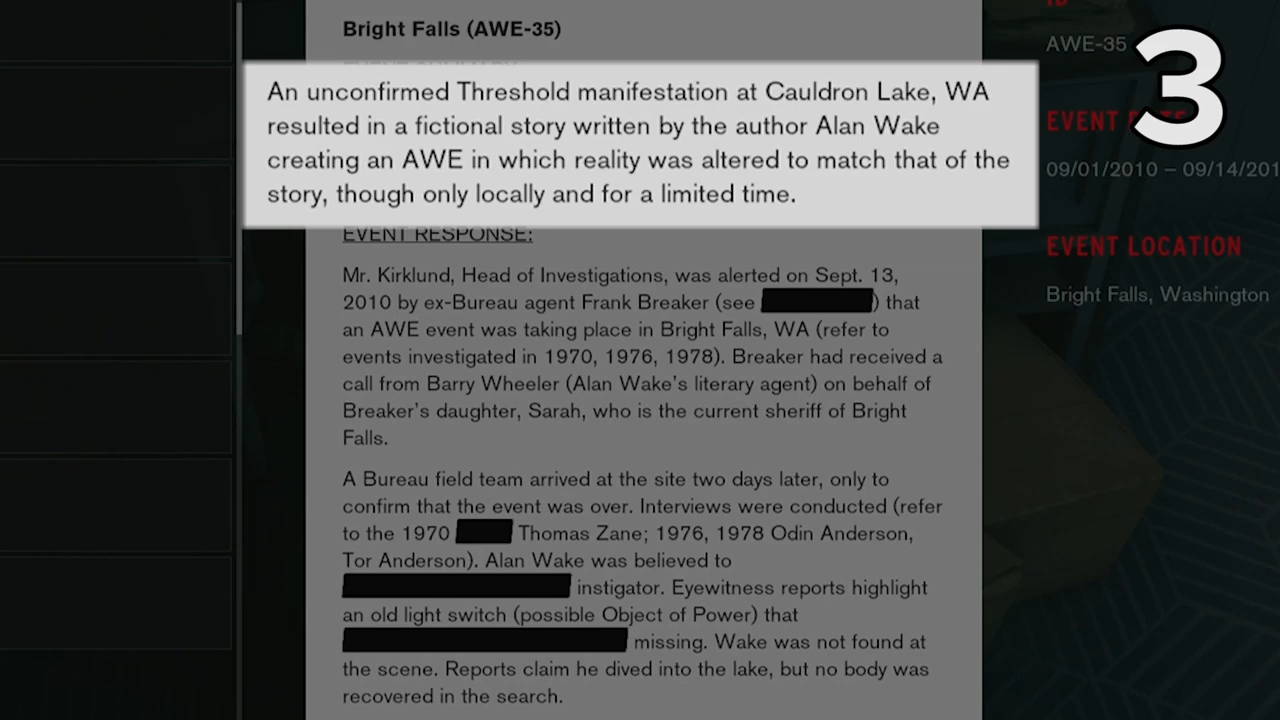 Bright Falls (AWE-35)
An unconfirmed Threshold manifestation at Cauldron Lake, WA
resulted in a fictional story written by the author Alan Wake
creating an AWE in which reality was altered to match that of the
story, though only locally and for a limited time.
EVENT RESPONSE:
Mr. Kirklund, Head of Investigations, was alerted on Sept. 13,
2010 by ex-Bureau agent Frank Breaker (see ) that
an AWE event was taking place in Bright Falls, WA (refer to
events investigated in 1970, 1976, 1978). Breaker had received a
call from Barry Wheeler (Alan Wake's literary agent) on behalf of
Breaker's daughter, Sarah, who is the current sheriff of Bright
Falls.
A Bureau field team arrived at the site two days later, only to
confirm that the event was over. Interviews were conducted (refer
to the 1970 Thomas Zane; 1976, 1978 Odin Anderson,
Tor Anderson). Alan Wake was believed to
instigator. Eyewitness reports highlight
an old light switch (possible Object of Power) that
missing. Wake was not found at
the scene. Reports claim he dived into the lake, but no body was
recovered in the search.
ID
AWE-35
3
EVENT
09/01/2010 – 09/14/201
EVENT LOCATION
Bright Falls, Washington